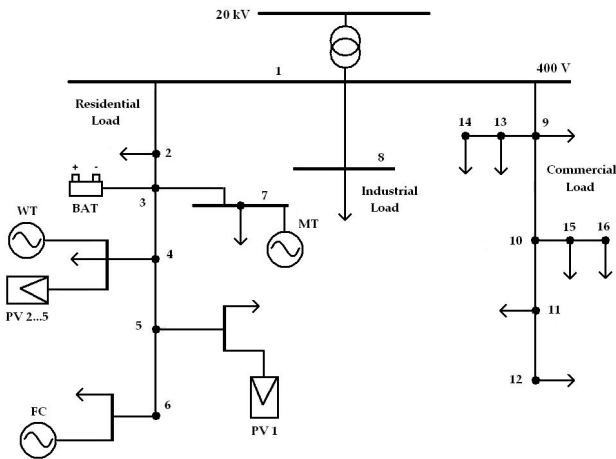 20 kV
1
400 V
Residential
Load
14
13
9
+ -
2
8
BAT
3
Industrial
Load
Commercial
Load
7
MT
WT
4
10
15
16
PV 2...5
5
11
6
12
FC
PV 1